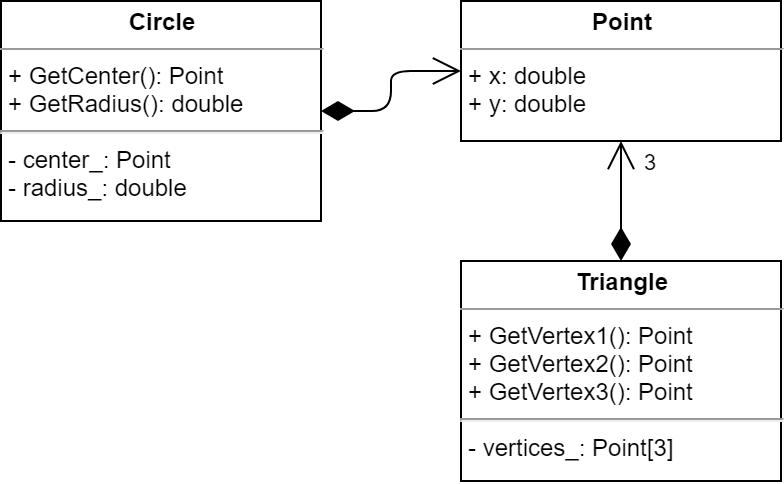 Circle
+ GetCenter(): Point
+ GetRadius(): double
- center_: Point
- radius_: double
Point
+ x: double
+ y: double
3
Triangle
+ GetVertex1(): Point
+ GetVertex2(): Point
+ GetVertex3(): Point
- vertices_: Point[3]